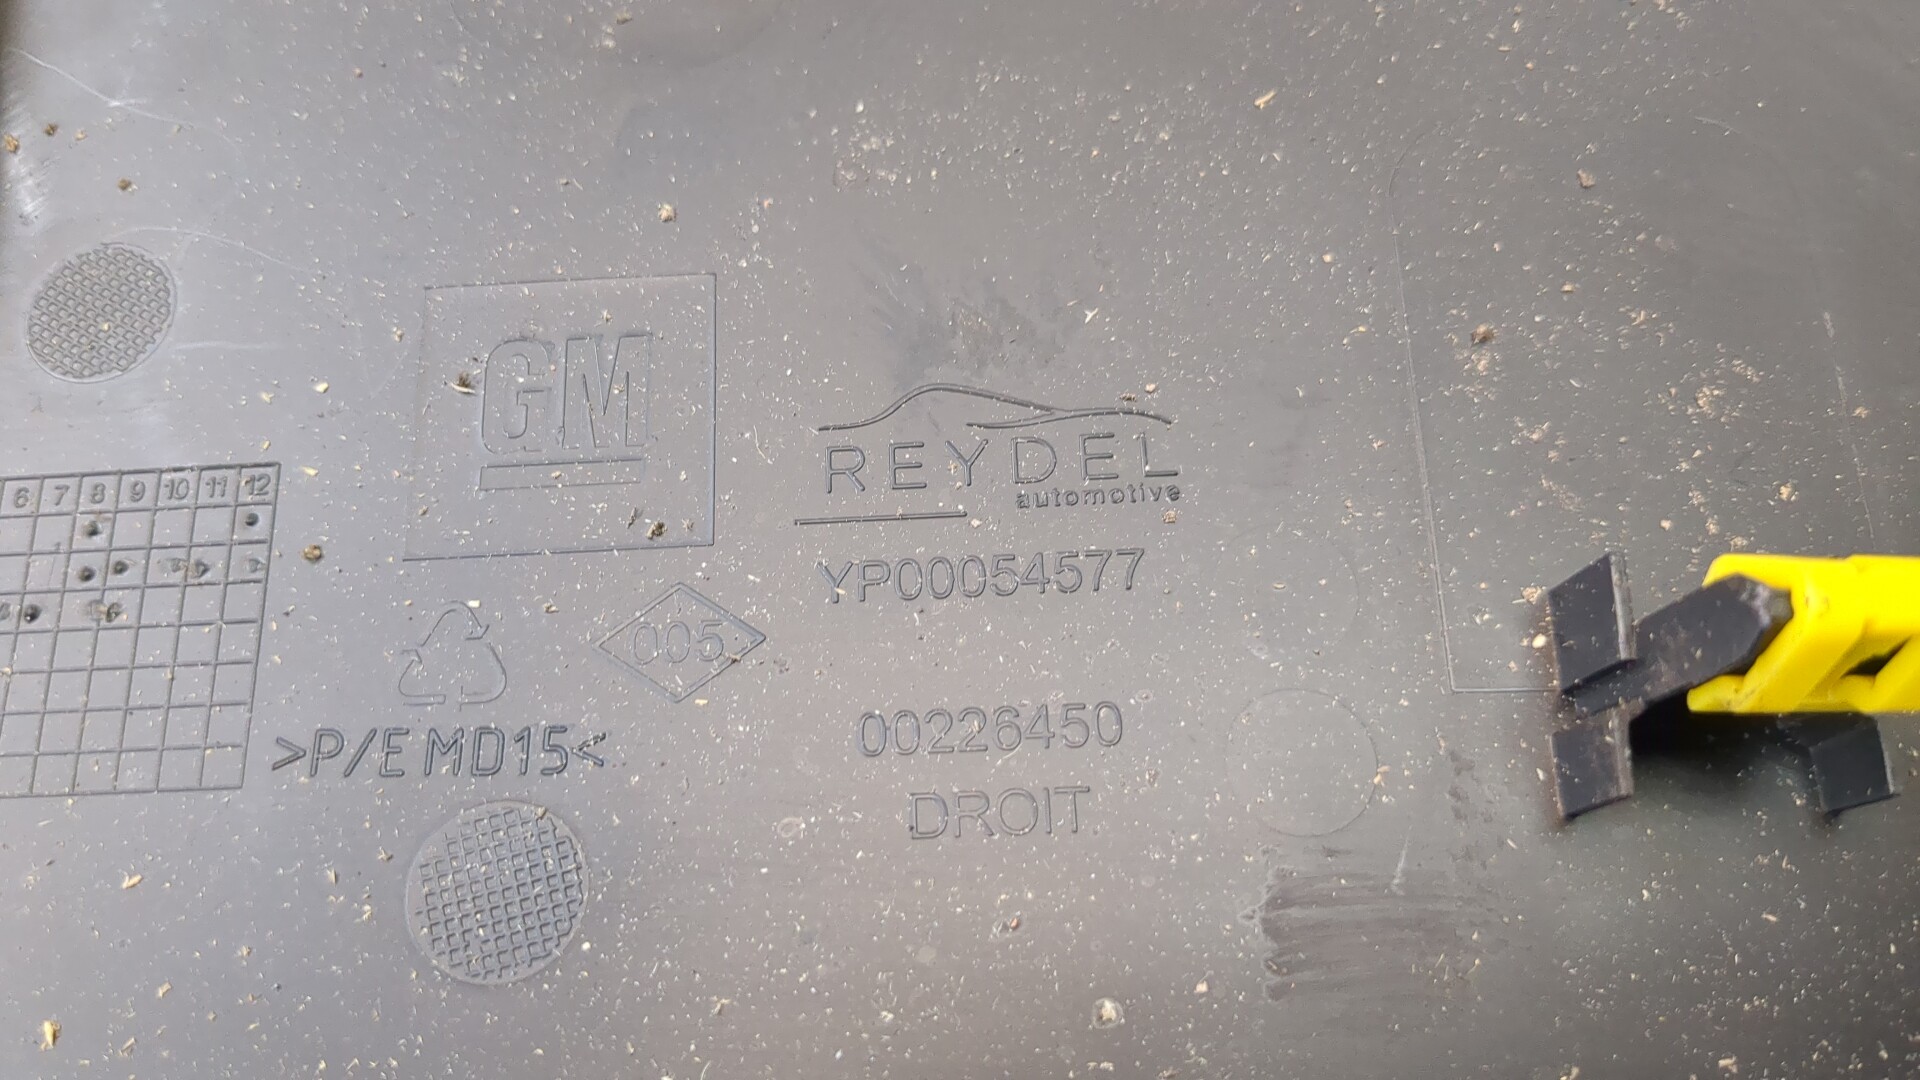 GM
REYDEL
automotive
YP00054577
6 7 8 9 10 11 12
005
>P/E MD15<
00226450
DROIT